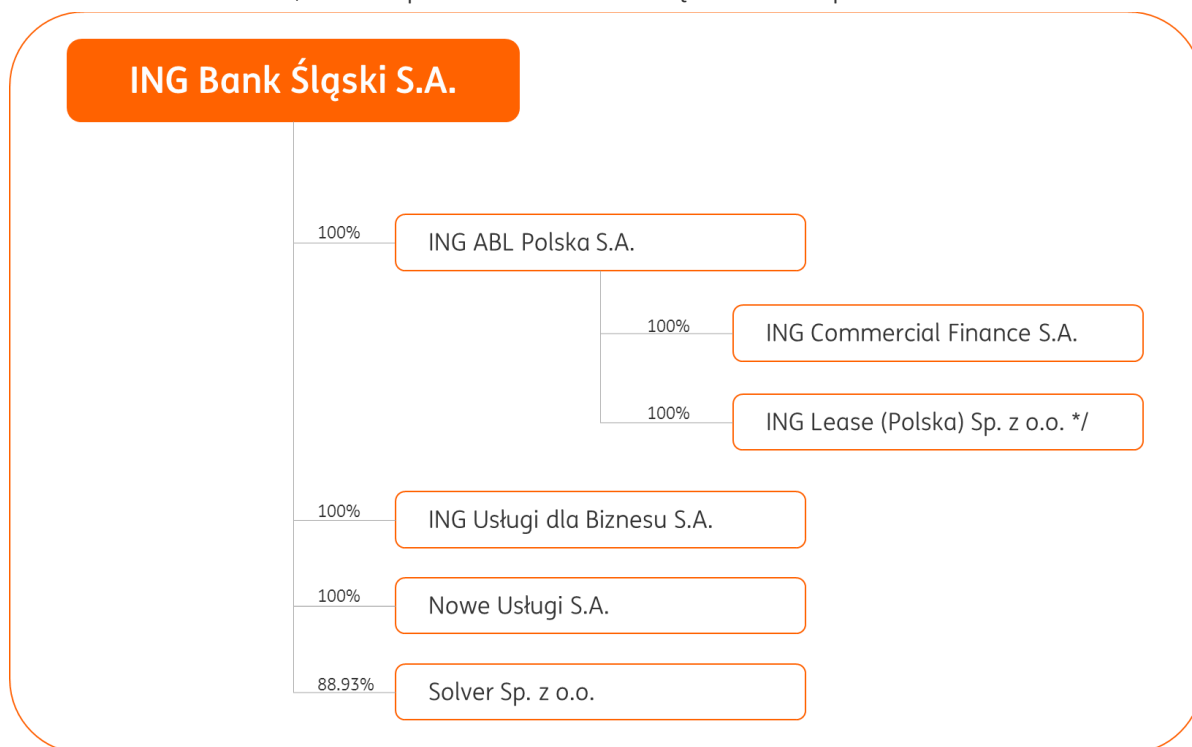 ING Bank Śląski S.A.
100%
ING ABL Polska S.A.
100%
ING Commercial Finance S.A.
100%
ING Lease (Polska) Sp. z o.o. */
100%
ING Usługi dla Biznesu S.A.
100%
Nowe Usługi S.A.
88.93%
Solver Sp. z o.o.